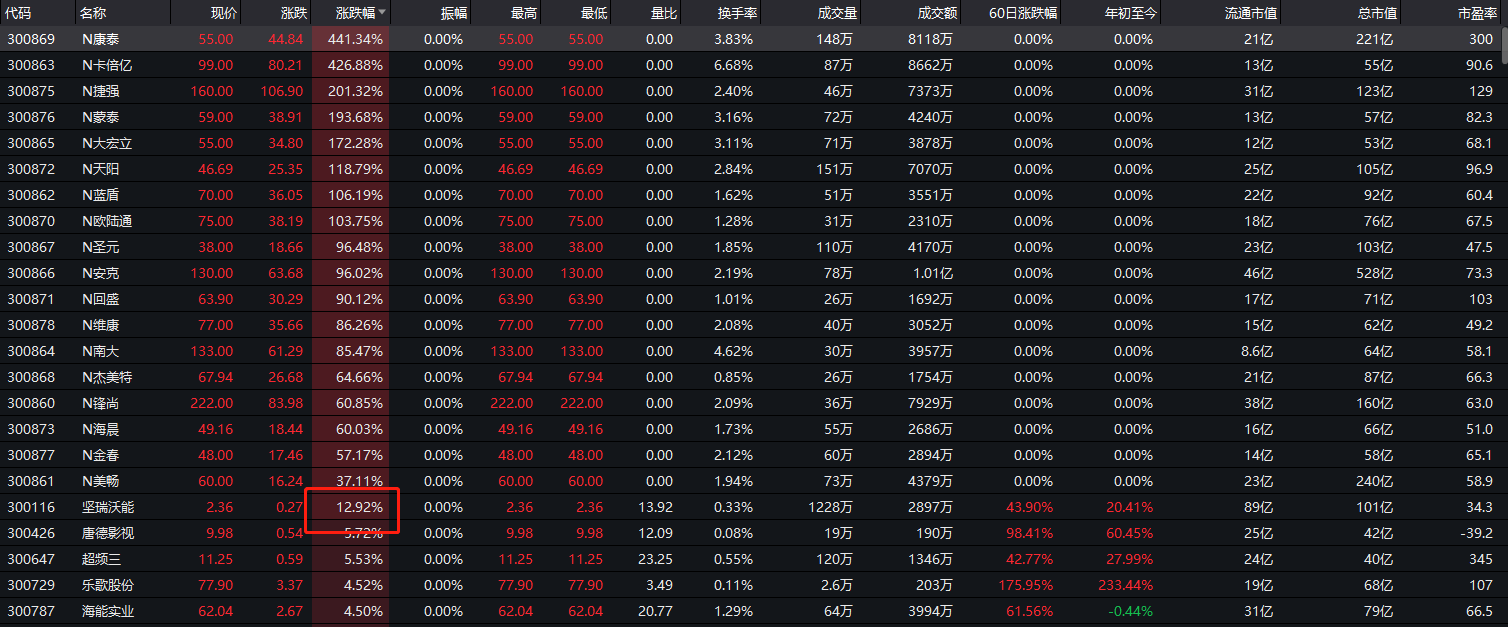 代码 名称 现价 涨跌 涨跌幅 振幅 最高 最低 量比 换手率 成交量 成交额 60日涨跌幅 年初至今 流通市值 总市值 市盈率
300869 N康泰 55.00 44.84 441.34% 0.00% 55.00 55.00 0.00 3.83% 148万 8118万 0.00% 0.00% 21亿 221亿 300
300863 N卡倍亿 99.00 80.21 426.88% 0.00% 99.00 99.00 0.00 6.68% 87万 8662万 0.00% 0.00% 13亿 55亿 90.6
300875 N捷强 160.00 106.90 201.32% 0.00% 160.00 160.00 0.00 2.40% 46万 7373万 0.00% 0.00% 31亿 123亿 129
300876 N蒙泰 59.00 38.91 193.68% 0.00% 59.00 59.00 0.00 3.16% 72万 4240万 0.00% 0.00% 13亿 57亿 82.3
300865 N大宏立 55.00 34.80 172.28% 0.00% 55.00 55.00 0.00 3.11% 71万 3878万 0.00% 0.00% 12亿 53亿 68.1
300872 N天阳 46.69 25.35 118.79% 0.00% 46.69 46.69 0.00 2.84% 151万 7070万 0.00% 0.00% 25亿 105亿 96.9
300862 N蓝盾 70.00 36.05 106.19% 0.00% 70.00 70.00 0.00 1.62% 51万 3551万 0.00% 0.00% 22亿 92亿 60.4
300870 N欧陆通 75.00 38.19 103.75% 0.00% 75.00 75.00 0.00 1.28% 31万 2310万 0.00% 0.00% 18亿 76亿 67.5
300867 N圣元 38.00 18.66 96.48% 0.00% 38.00 38.00 0.00 1.85% 110万 4170万 0.00% 0.00% 23亿 103亿 47.5
300866 N安克 130.00 63.68 96.02% 0.00% 130.00 130.00 0.00 2.19% 78万 1.01亿 0.00% 0.00% 46亿 528亿 73.3
300871 N回盛 63.90 30.29 90.12% 0.00% 63.90 63.90 0.00 1.01% 26万 1692万 0.00% 0.00% 17亿 71亿 103
300878 N维康 77.00 35.66 86.26% 0.00% 77.00 77.00 0.00 2.08% 40万 3052万 0.00% 0.00% 15亿 62亿 49.2
300864 N南大 133.00 61.29 85.47% 0.00% 133.00 133.00 0.00 4.62% 30万 3957万 0.00% 0.00% 8.6亿 64亿 58.1
300868 N杰美特 67.94 26.68 64.66% 0.00% 67.94 67.94 0.00 0.85% 26万 1754万 0.00% 0.00% 21亿 87亿 66.3
300860 N锋尚 222.00 83.98 60.85% 0.00% 222.00 222.00 0.00 2.09% 36万 7929万 0.00% 0.00% 38亿 160亿 63.0
300873 N海晨 49.16 18.44 60.03% 0.00% 49.16 49.16 0.00 1.73% 55万 2686万 0.00% 0.00% 16亿 66亿 51.0
300877 N金春 48.00 17.46 57.17% 0.00% 48.00 48.00 0.00 2.12% 60万 2894万 0.00% 0.00% 14亿 58亿 65.1
300861 N美畅 60.00 16.24 37.11% 0.00% 60.00 60.00 0.00 1.94% 73万 4379万 0.00% 0.00% 23亿 240亿 58.9
300116 坚瑞沃能 2.36 0.27 12.92% 0.00% 2.36 2.36 13.92 0.33% 1228万 2897万 43.90% 20.41% 89亿 101亿 34.3
300426 唐德影视 9.98 0.54 5.72% 0.00% 9.98 9.98 12.09 0.08% 19万 190万 98.41% 60.45% 25亿 42亿 -39.2
300647 超频三 11.25 0.59 5.53% 0.00% 11.25 11.25 23.25 0.55% 120万 1346万 42.77% 27.99% 24亿 40亿 345
300729 乐歌股份 77.90 3.37 4.52% 0.00% 77.90 77.90 3.49 0.11% 2.6万 203万 175.95% 233.44% 19亿 68亿 107
300787 海能实业 62.04 2.67 4.50% 0.00% 62.04 62.04 20.77 1.29% 64万 3994万 61.56% -0.44% 31亿 79亿 66.5